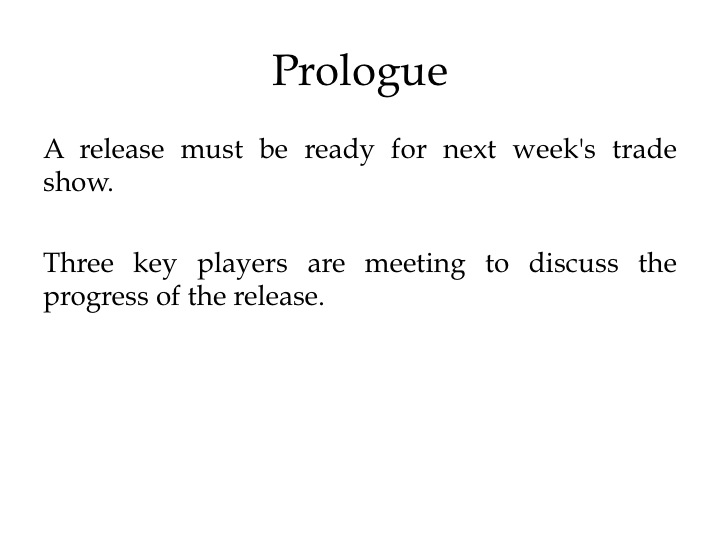 Prologue
A release must be ready for next week's trade
show.
Three key players are meeting to discuss the
progress of the release.